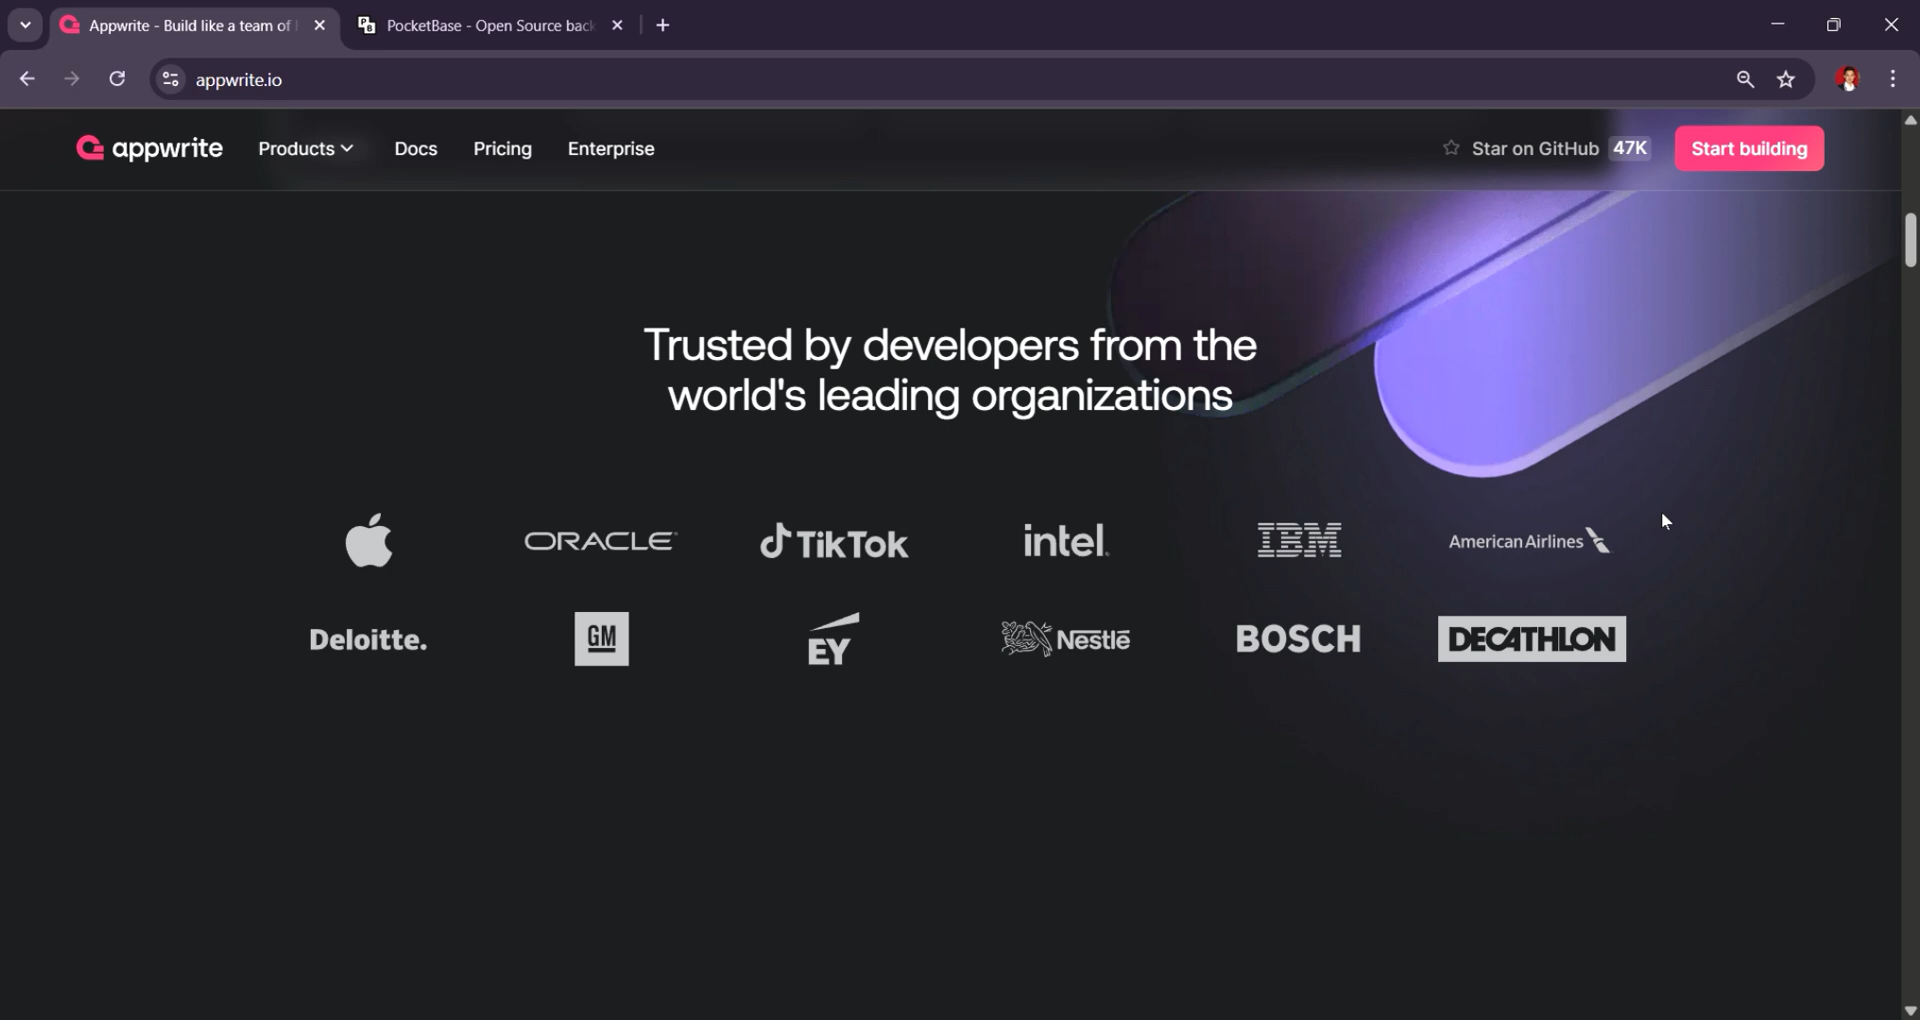 Appwrite - Build like a team of
PocketBase - Open Source back
appwrite.io
appwrite
Products
Docs
Pricing
Enterprise
Star on GitHub 47K
Start building
Trusted by developers from the
world's leading organizations
ORACLE
TikTok
intel.
IBM
American Airlines
Deloitte.
GM
EY
Nestlé
BOSCH
DECATHLON